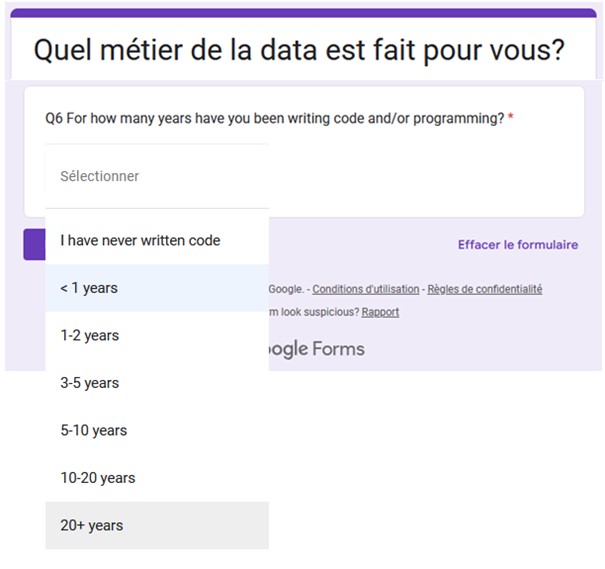 Quel métier de la data est fait pour vous?
Q6 For how many years have you been writing code and/or programming? *
Sélectionner
I have never written code
< 1 years
1-2 years
3-5 years
5-10 years
10-20 years
20+ years
Effacer le formulaire
Google. - Conditions d'utilisation - Règles de confidentialité
look suspicious? Rapport
Forms